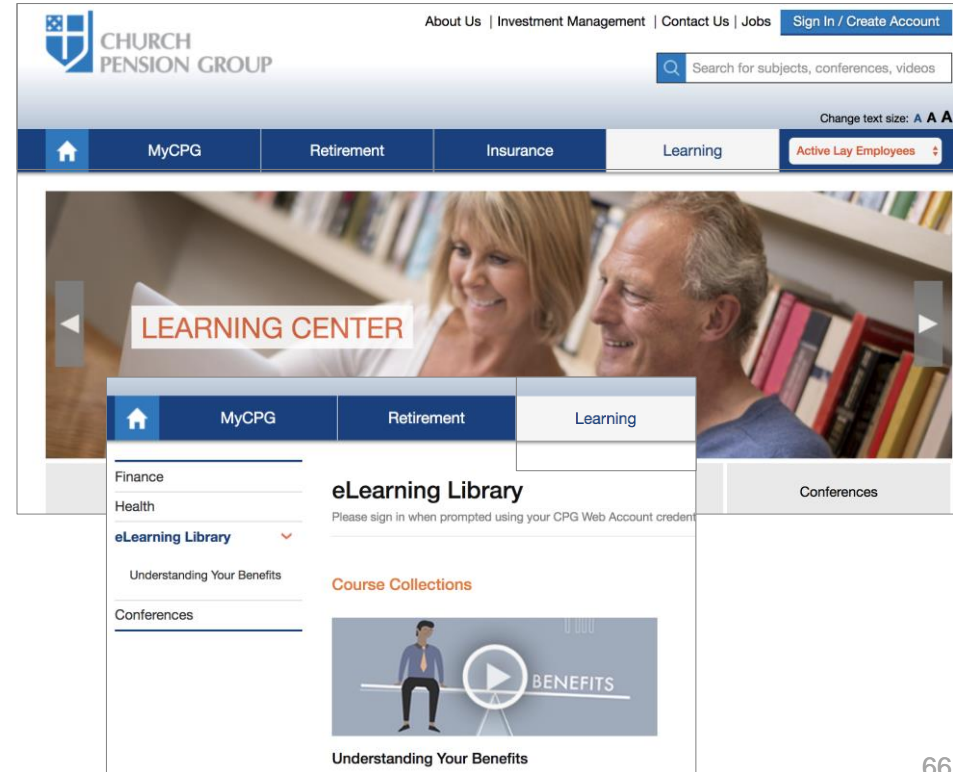 About Us | Investment Management | Contact Us | Jobs
Sign In / Create Account
CHURCH
PENSION GROUP
Search for subjects, conferences, videos
Change text size: A A A
MyCPG
Retirement
Insurance
Learning
Active Lay Employees
LEARNING CENTER
Conferences
MyCPG
Retirement
Learning
Finance
Health
eLearning Library
Understanding Your Benefits
Conferences
eLearning Library
Please sign in when prompted using your CPG Web Account credent
Course Collections
BENEFITS
Understanding Your Benefits
66